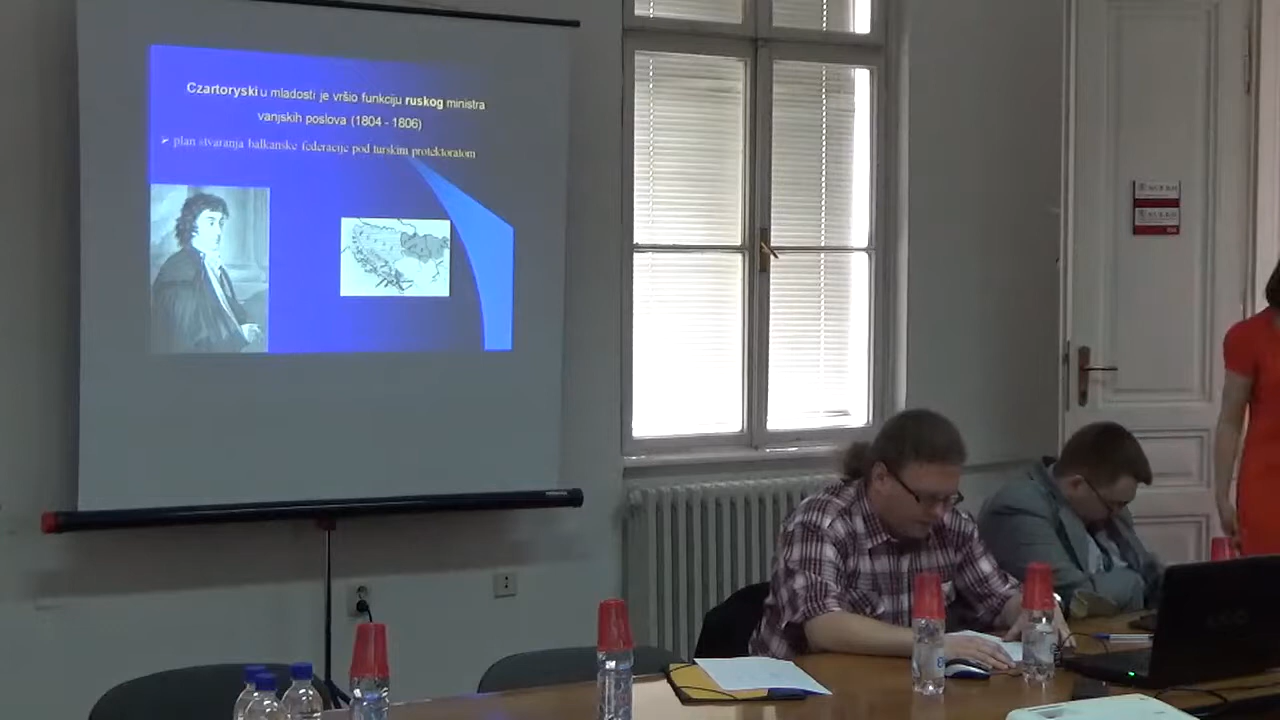 Czartoryski u mladosti je vršio funkciju ruskog ministra
vanjskih poslova (1804 - 1806)
➢ plan stvaranja balkanske federacije pod turskim protektoratom